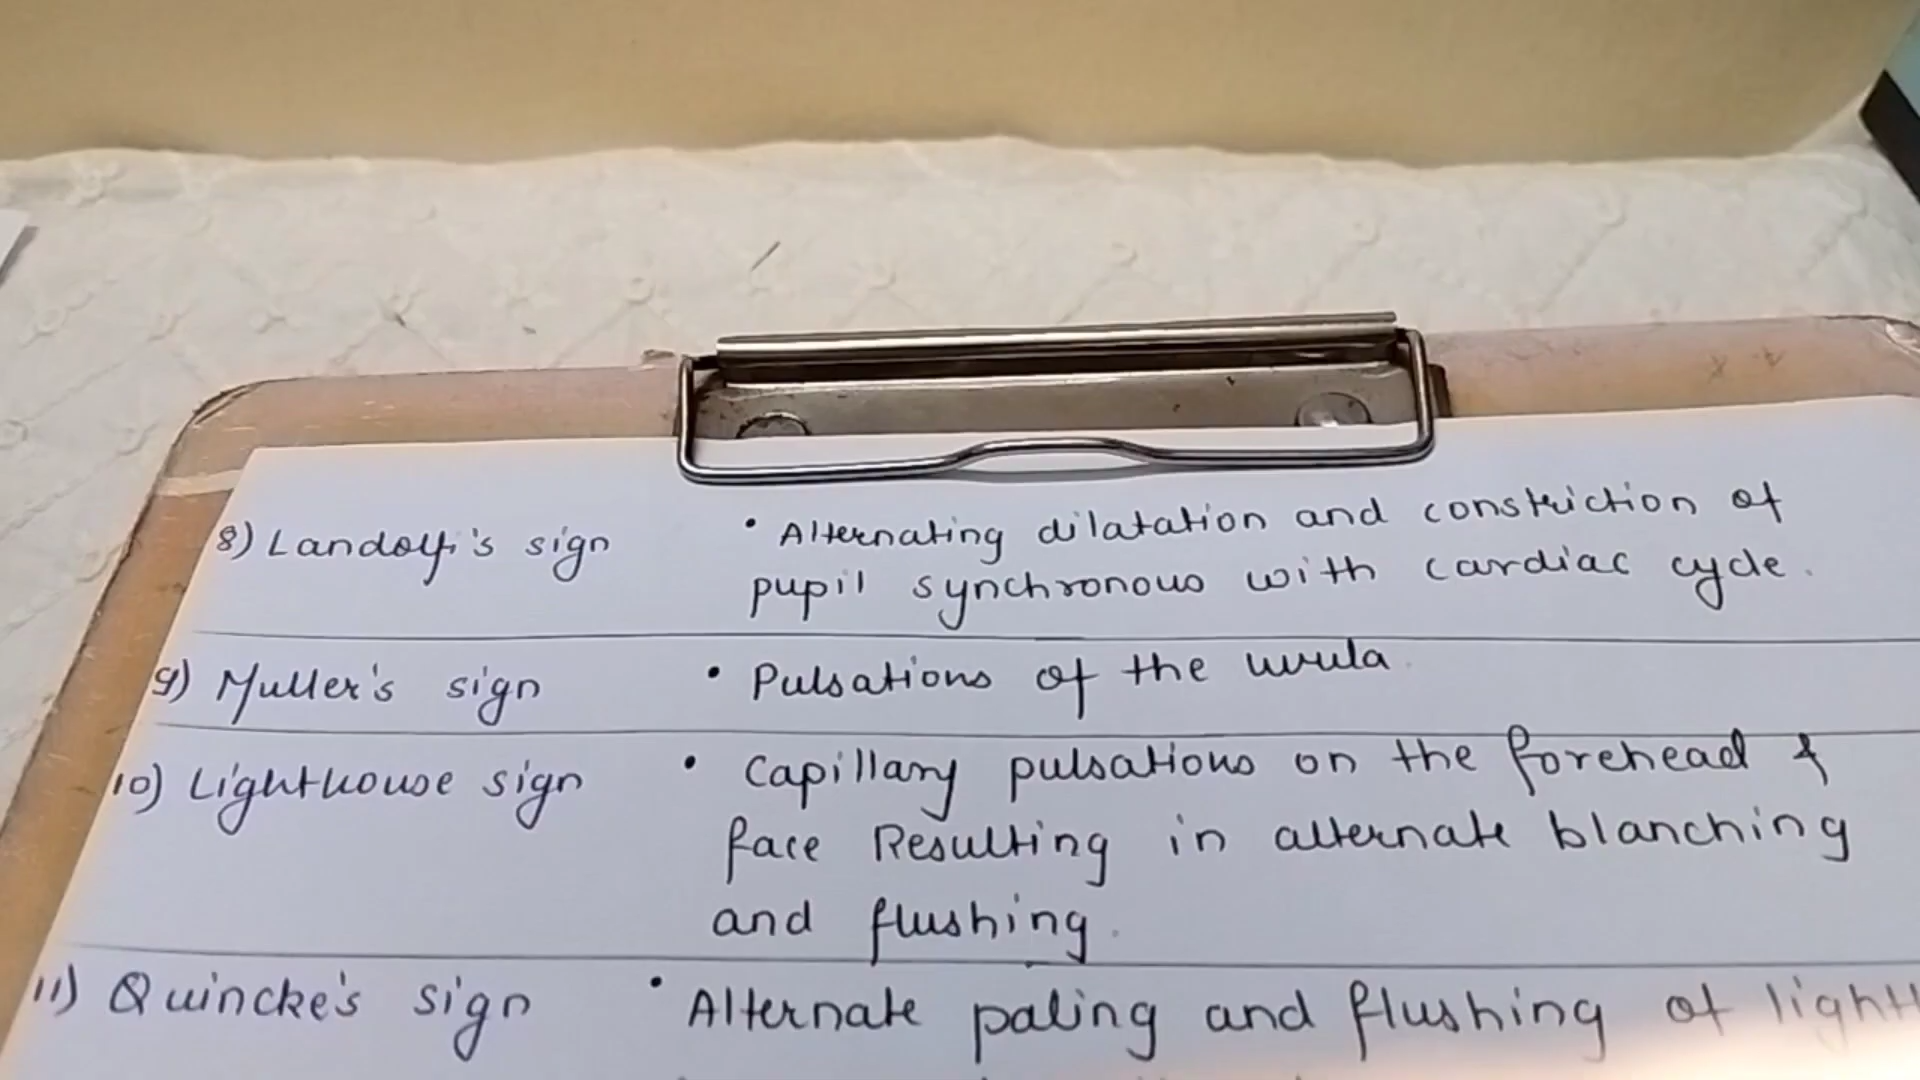 8) Landolfi's sign • Alternating dilatation and constriction of
pupil synchronous with cardiac cycle.
9) Muller's sign • Pulsations of the uvula
10) Lighthouse sign • Capillary pulsations on the forehead &
face Resulting in alternate blanching
and flushing.
11) Quincke's sign • Alternate paling and flushing of